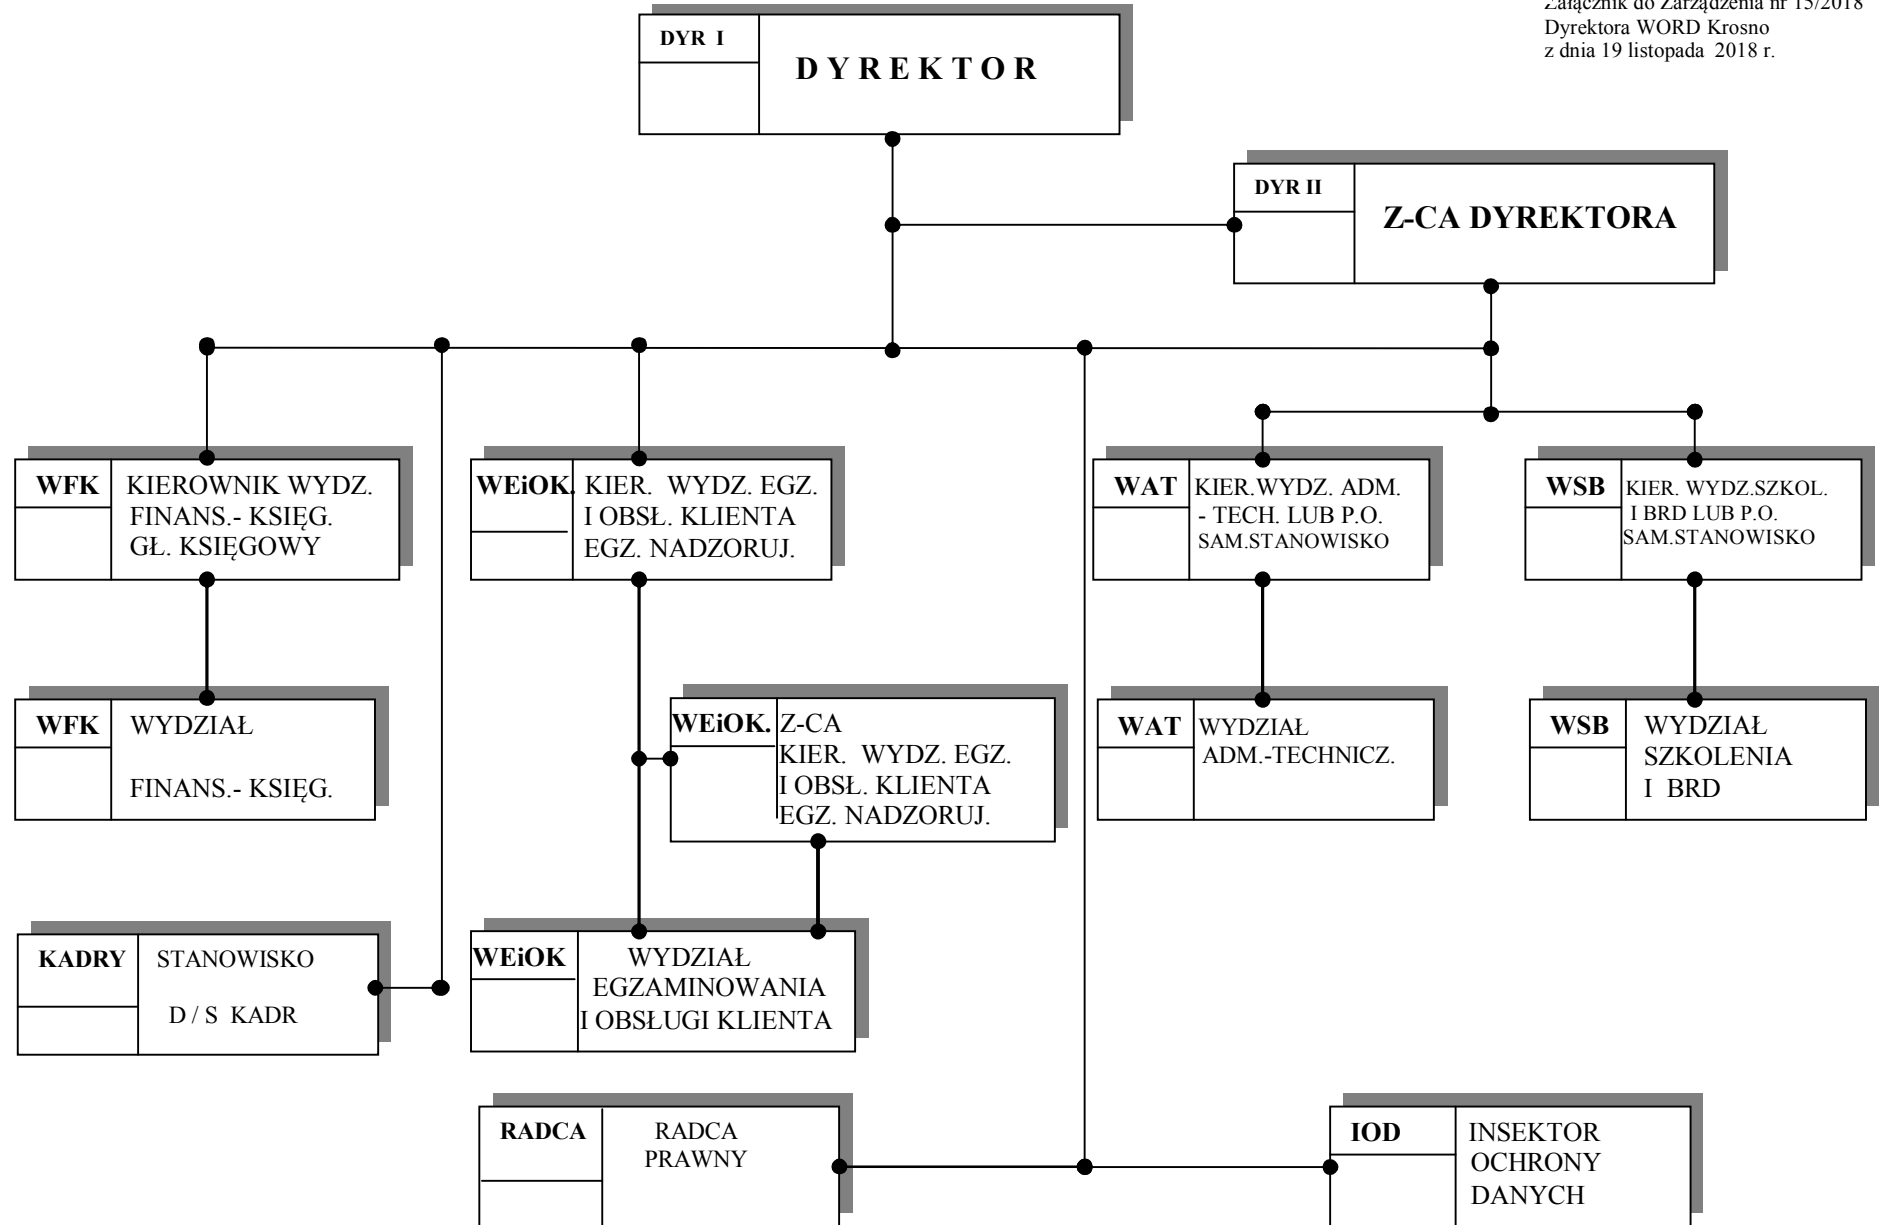 Załącznik do Zarządzenia nr 15/2018
Dyrektora WORD Krosno
z dnia 19 listopada 2018 r.
DYR I
D Y R E K T O R
DYR II
Z-CA DYREKTORA
WFK
KIEROWNIK WYDZ.
FINANS.- KSIĘG.
GŁ. KSIĘGOWY
WEiOK.
KIER. WYDZ. EGZ.
I OBSŁ. KLIENTA
EGZ. NADZORUJ.
WAT
KIER.WYDZ. ADM.
- TECH. LUB P.O.
SAM.STANOWISKO
WSB
KIER. WYDZ.SZKOL.
I BRD LUB P.O.
SAM.STANOWISKO
WFK
WYDZIAŁ
FINANS.- KSIĘG.
WEiOK.
Z-CA
KIER. WYDZ. EGZ.
I OBSŁ. KLIENTA
EGZ. NADZORUJ.
WAT
WYDZIAŁ
ADM.-TECHNICZ.
WSB
WYDZIAŁ
SZKOLENIA
I BRD
KADRY
STANOWISKO
D / S KADR
WEiOK
WYDZIAŁ
EGZAMINOWANIA
I OBSŁUGI KLIENTA
RADCA
RADCA
PRAWNY
IOD
INSEKTOR
OCHRONY
DANYCH